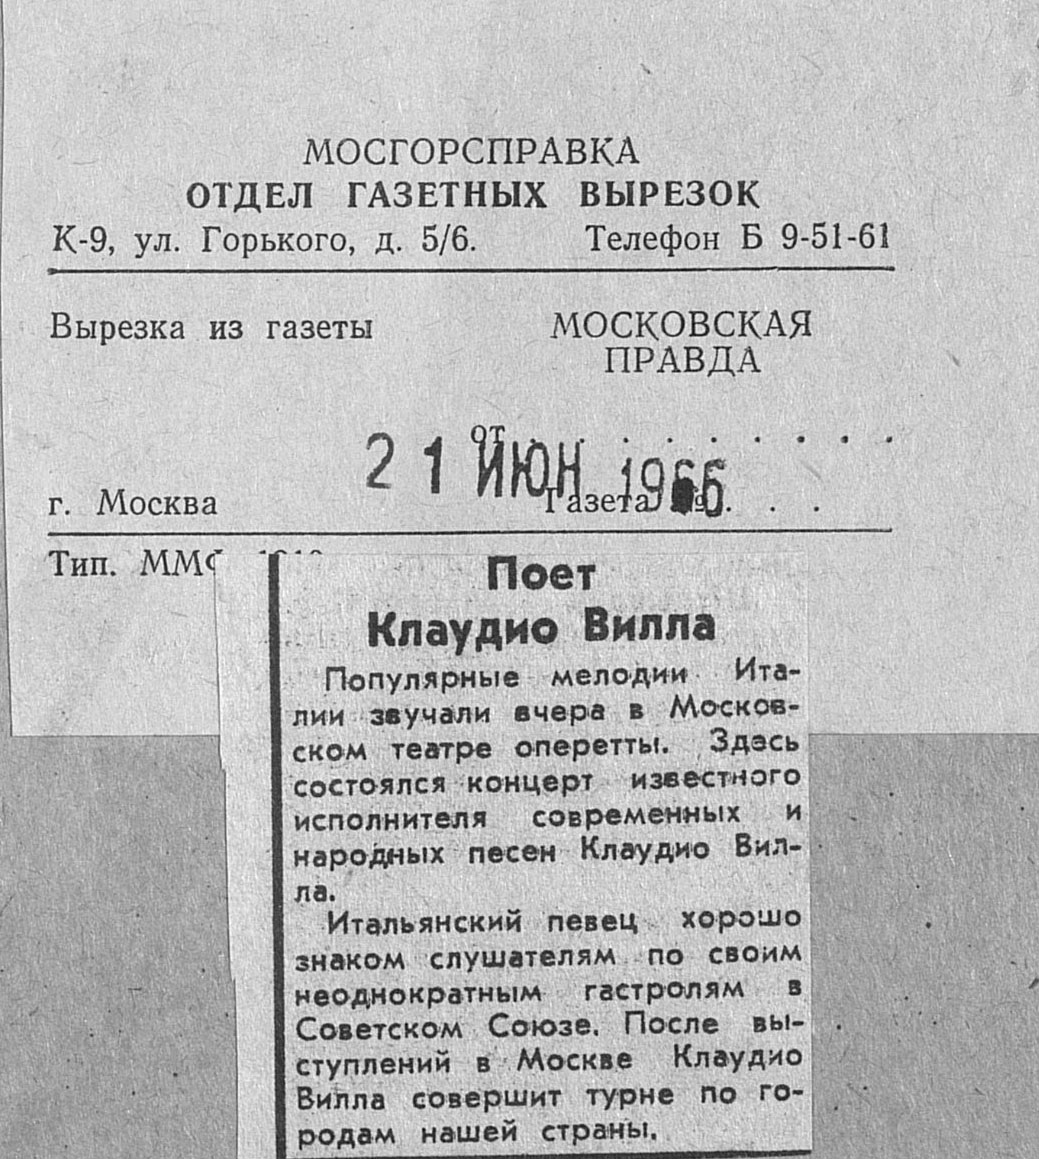 МОСГОРСПРАВКА
ОТДЕЛ ГАЗЕТНЫХ ВЫРЕЗОК
К-9, ул. Горького, д. 5/6. Телефон Б 9-51-61
Вырезка из газеты МОСКОВСКАЯ
ПРАВДА
от . . . . . . . . .
21 ИЮН 1966
г. Москва Газета № . . .
Тип. ММФ
Поет
Клаудио Вилла
Популярные мелодии Ита-
лии звучали вчера в Москов-
ском театре оперетты. Здесь
состоялся концерт известного
исполнителя современных и
народных песен Клаудио Вил-
ла.
Итальянский певец хорошо
знаком слушателям по своим
неоднократным гастролям в
Советском Союзе. После вы-
ступлений в Москве Клаудио
Вилла совершит турне по го-
родам нашей страны.